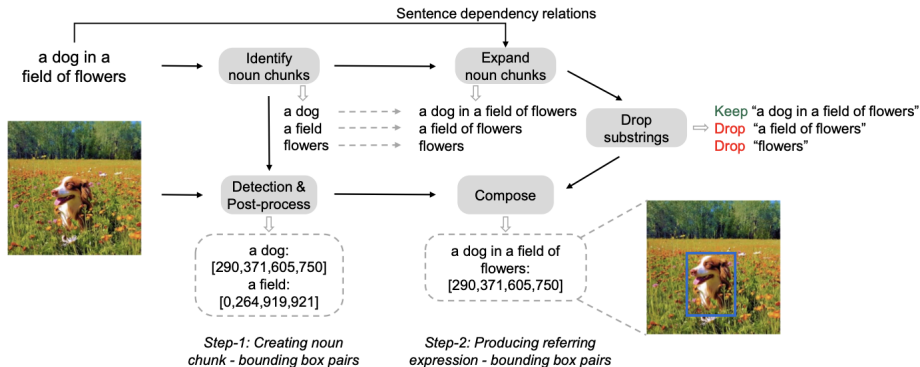 Sentence dependency relations
a dog in a
field of flowers
Identify
noun chunks
Expand
noun chunks
a dog
a field
flowers
a dog in a field of flowers
a field of flowers
flowers
Drop
substrings
Keep “a dog in a field of flowers”
Drop “a field of flowers”
Drop “flowers”
Detection &
Post-process
Compose
a dog:
[290,371,605,750]
a field:
[0,264,919,921]
a dog in a field of
flowers:
[290,371,605,750]
Step-1: Creating noun
chunk - bounding box pairs
Step-2: Producing referring
expression - bounding box pairs